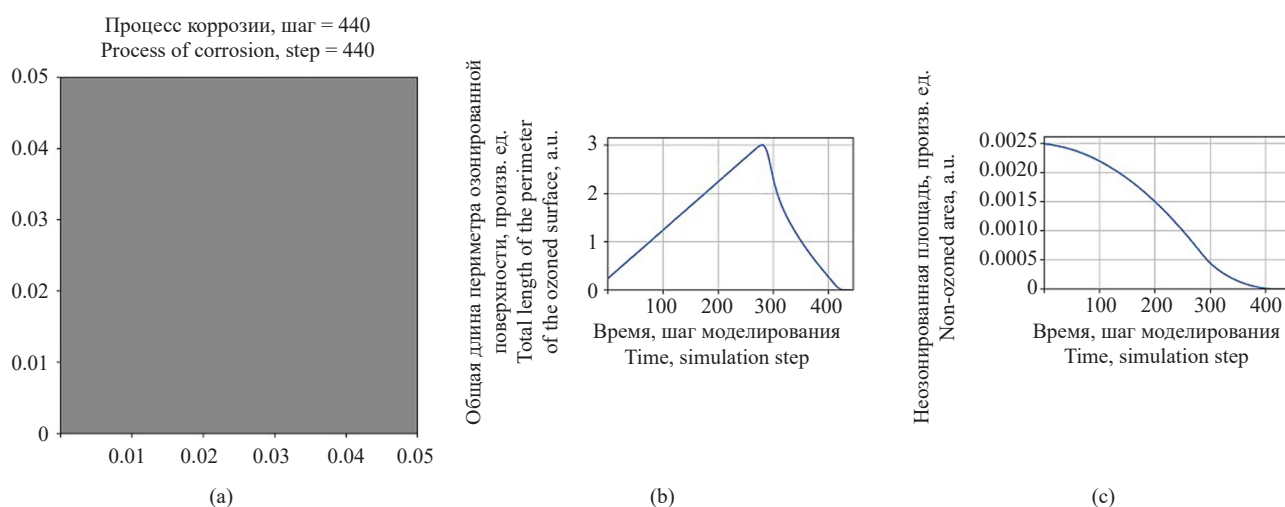 Процесс коррозии, шаг = 440
Process of corrosion, step = 440
0.05
0.04
0.03
0.02
0.01
0
0.01 0.02 0.03 0.04 0.05
(a)
Общая длина периметра озонированной
поверхности, произв. ед.
Total length of the perimeter
of the ozoned surface, a.u.
3
2
1
0
100 200 300 400
Время, шаг моделирования
Time, simulation step
(b)
Неозонированная площадь, произв. ед.
Non-ozoned area, a.u.
0.0025
0.0020
0.0015
0.0010
0.0005
0
100 200 300 400
Время, шаг моделирования
Time, simulation step
(c)